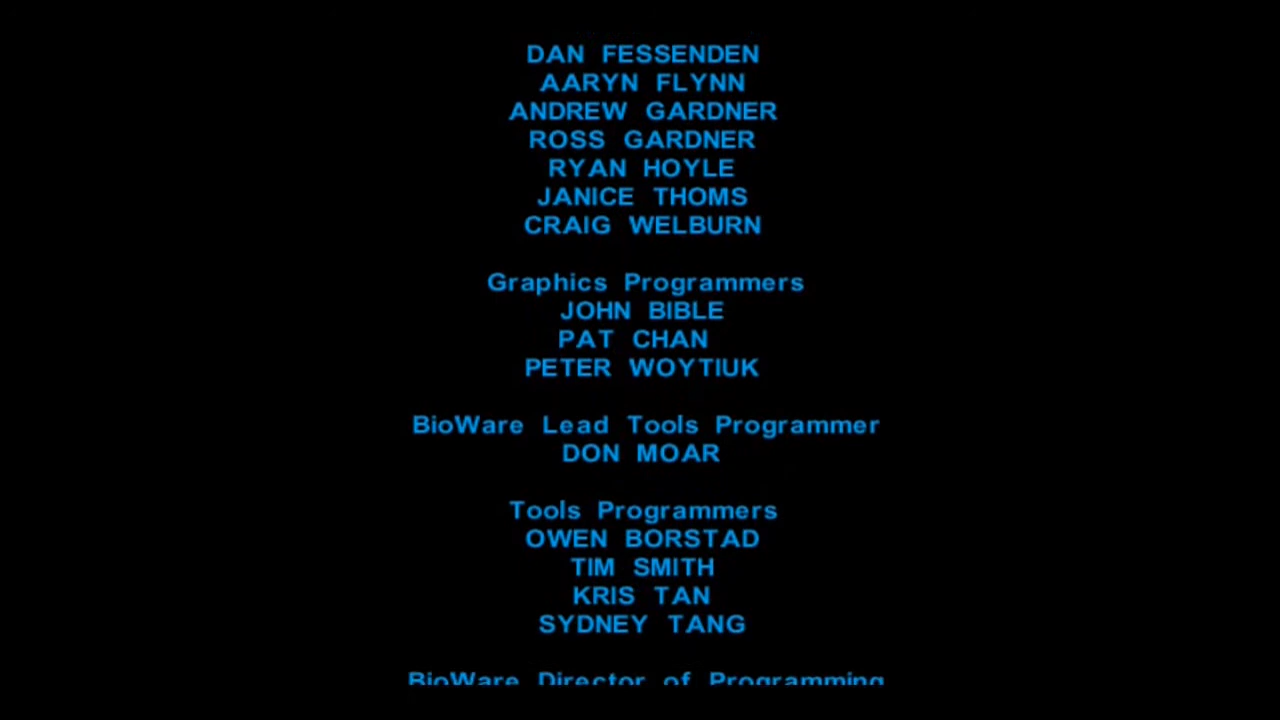 DAN FESSENDEN
AARYN FLYNN
ANDREW GARDNER
ROSS GARDNER
RYAN HOYLE
JANICE THOMS
CRAIG WELBURN
Graphics Programmers
JOHN BIBLE
PAT CHAN
PETER WOYTIUK
BioWare Lead Tools Programmer
DON MOAR
Tools Programmers
OWEN BORSTAD
TIM SMITH
KRIS TAN
SYDNEY TANG
BioWare Director of Programming